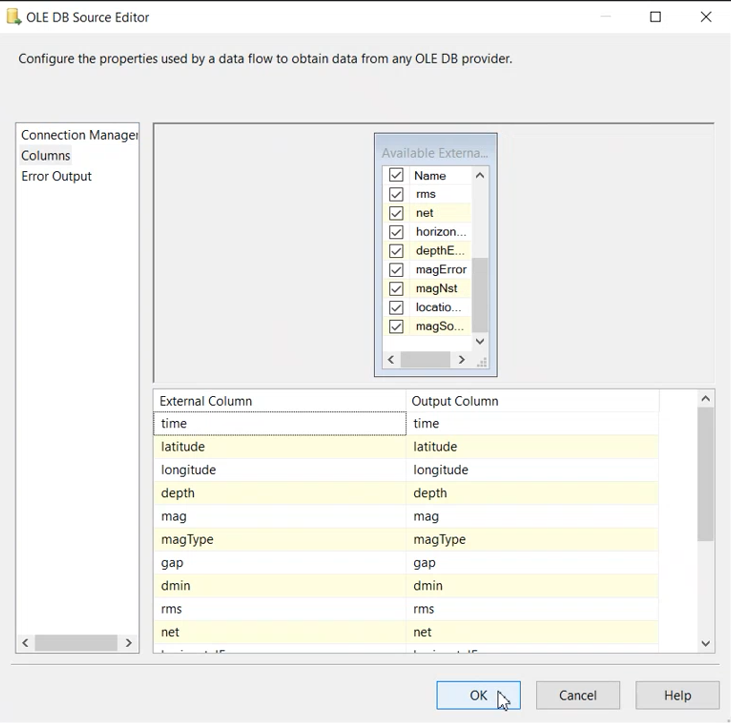 OLE DB Source Editor
Configure the properties used by a data flow to obtain data from any OLE DB provider.
Connection Manager
Columns
Error Output
Available Externa...
Name
rms
net
horizon...
depthE...
magError
magNst
locatio...
magSo...
External Column Output Column
time time
latitude latitude
longitude longitude
depth depth
mag mag
magType magType
gap gap
dmin dmin
rms rms
net net
OK Cancel Help